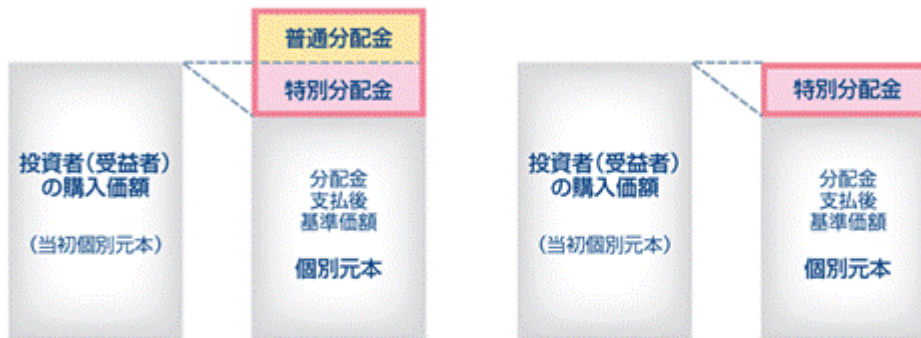 普通分配金
特別分配金
投資者(受益者)
の購入価額
(当初個別元本)
分配金
支払後
基準価額
個別元本
特別分配金
投資者(受益者)
の購入価額
(当初個別元本)
分配金
支払後
基準価額
個別元本